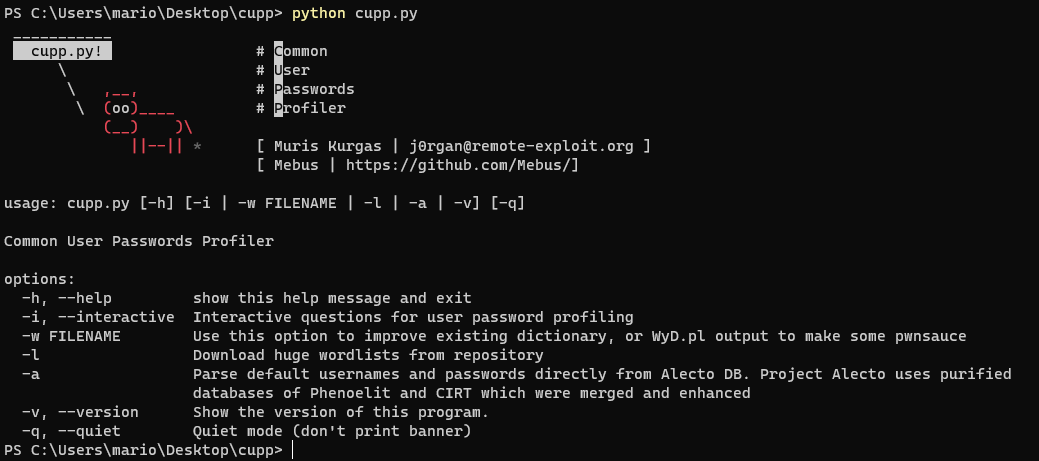 PS C:\Users\mario\Desktop\cupp> python cupp.py
 ___________
   cupp.py!                 # Common
      \                     # User
       \   ,__,             # Passwords
        \  (oo)____         # Profiler
           (__)    )\
              ||--|| *      [ Muris Kurgas | j0rgan@remote-exploit.org ]
                            [ Mebus | https://github.com/Mebus/]

usage: cupp.py [-h] [-i | -w FILENAME | -l | -a | -v] [-q]

Common User Passwords Profiler

options:
  -h, --help         show this help message and exit
  -i, --interactive  Interactive questions for user password profiling
  -w FILENAME        Use this option to improve existing dictionary, or WyD.pl output to make some pwnsauce
  -l                 Download huge wordlists from repository
  -a                 Parse default usernames and passwords directly from Alecto DB. Project Alecto uses purified
                     databases of Phenoelit and CIRT which were merged and enhanced
  -v, --version      Show the version of this program.
  -q, --quiet        Quiet mode (don't print banner)
PS C:\Users\mario\Desktop\cupp>